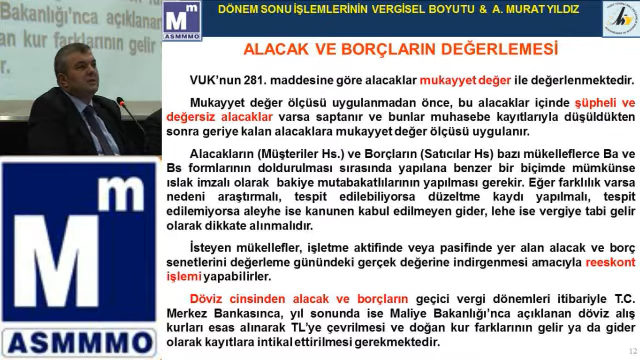 Bakanlığı'nca açıklanan
kur farklarının gelir
M m
ASMMMO
DÖNEM SONU İŞLEMLERİNİN VERGİSEL BOYUTU & A. MURAT YILDIZ
ALACAK VE BORÇLARIN DEĞERLEMESİ
VUK'nun 281. maddesine göre alacaklar mukayyet değer ile değerlenmektedir.
Mukayyet değer ölçüsü uygulanmadan önce, bu alacaklar içinde şüpheli ve
değersiz alacaklar varsa saptanır ve bunlar muhasebe kayıtlarıyla düşüldükten
sonra geriye kalan alacaklara mukayyet değer ölçüsü uygulanır.
Alacakların (Müşteriler Hs.) ve Borçların (Satıcılar Hs) bazı mükelleflerce Ba ve
Bs formlarının doldurulması sırasında yapılana benzer bir biçimde mümkünse
ıslak imzalı olarak bakiye mutabakatlılarının yapılması gerekir. Eğer farklılık varsa
nedeni araştırmalı, tespit edilebiliyorsa düzeltme kaydı yapılmalı, tespit
edilemiyorsa aleyhe ise kanunen kabul edilmeyen gider, lehe ise vergiye tabi gelir
olarak dikkate alınmalıdır.
İsteyen mükellefler, işletme aktifinde veya pasifinde yer alan alacak ve borç
senetlerini değerleme günündeki gerçek değerine indirgenmesi amacıyla reeskont
işlemi yapabilirler.
Döviz cinsinden alacak ve borçların geçici vergi dönemleri itibariyle T.C.
Merkez Bankasınca, yıl sonunda ise Maliye Bakanlığı'nca açıklanan döviz alış
kurları esas alınarak TL'ye çevrilmesi ve doğan kur farklarının gelir ya da gider
olarak kayıtlara intikal ettirilmesi gerekmektedir.
12
M m
ASMMMO